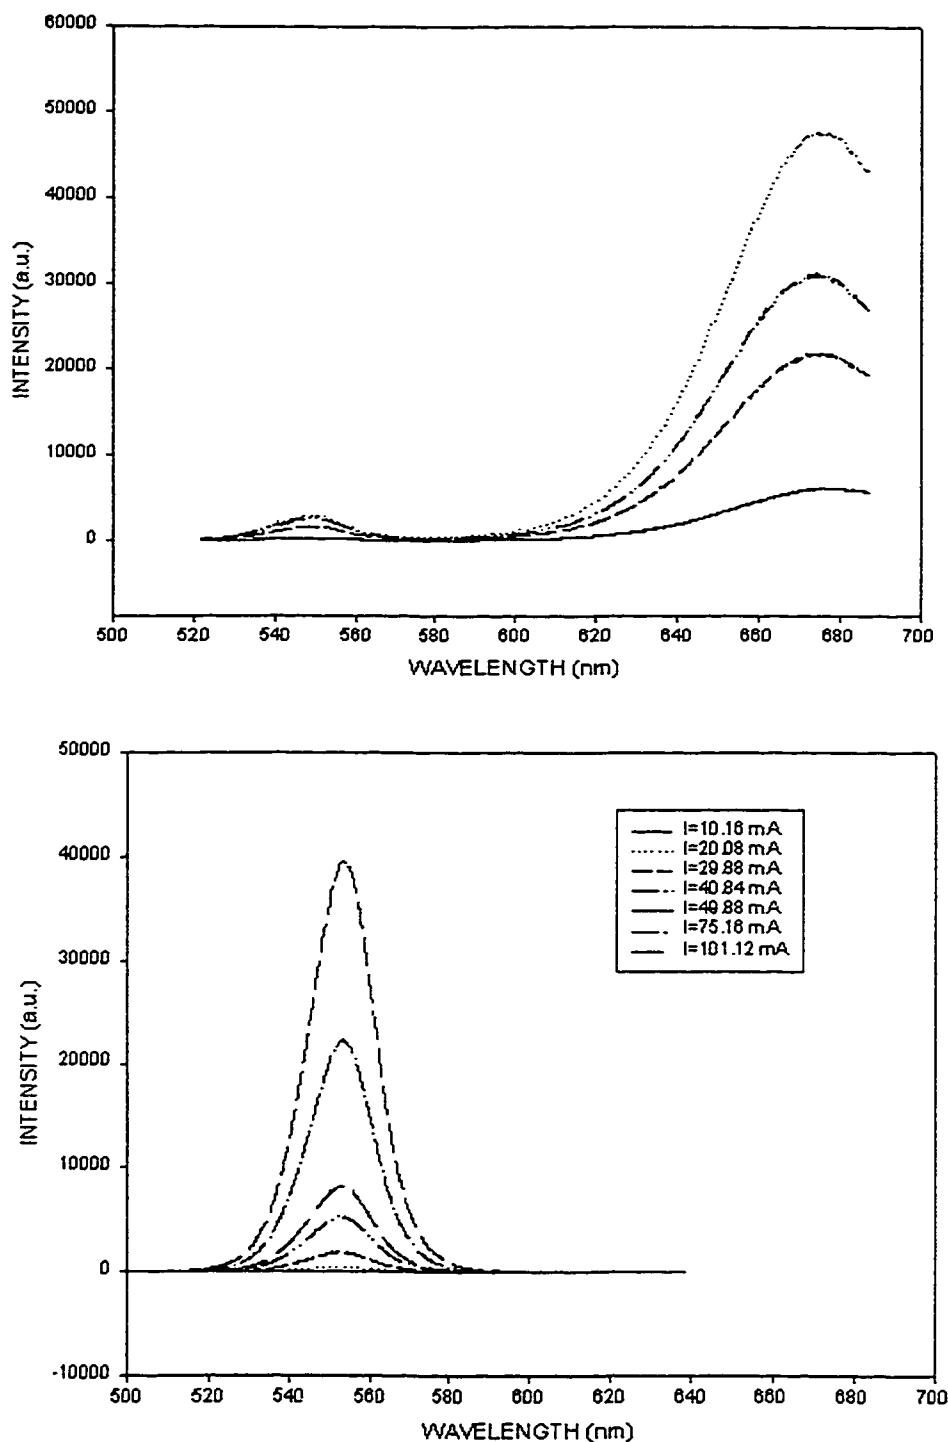 60000
50000
40000
30000
20000
10000
0
INTENSITY (a.u.)
500 520 540 560 580 600 620 640 660 680 700
WAVELENGTH (nm)
50000
40000
30000
20000
10000
0
-10000
INTENSITY (a.u.)
I=10.16 mA
I=20.08 mA
I=29.88 mA
I=40.84 mA
I=49.88 mA
I=75.16 mA
I=101.12 mA
500 520 540 560 580 600 620 640 660 680 700
WAVELENGTH (nm)